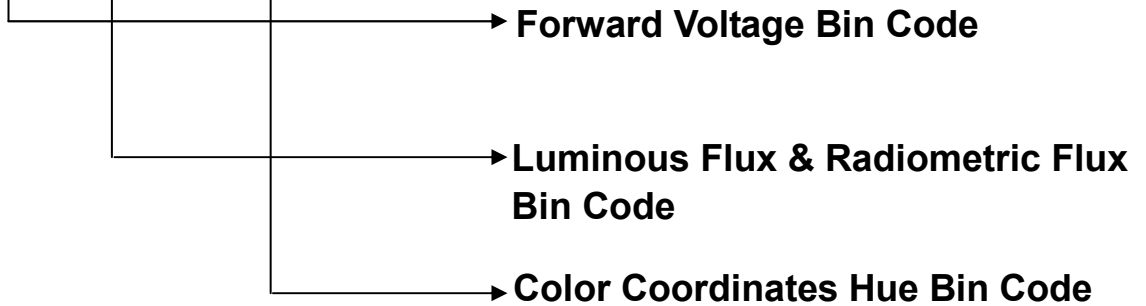 Forward Voltage Bin Code
Luminous Flux & Radiometric Flux
Bin Code
Color Coordinates Hue Bin Code